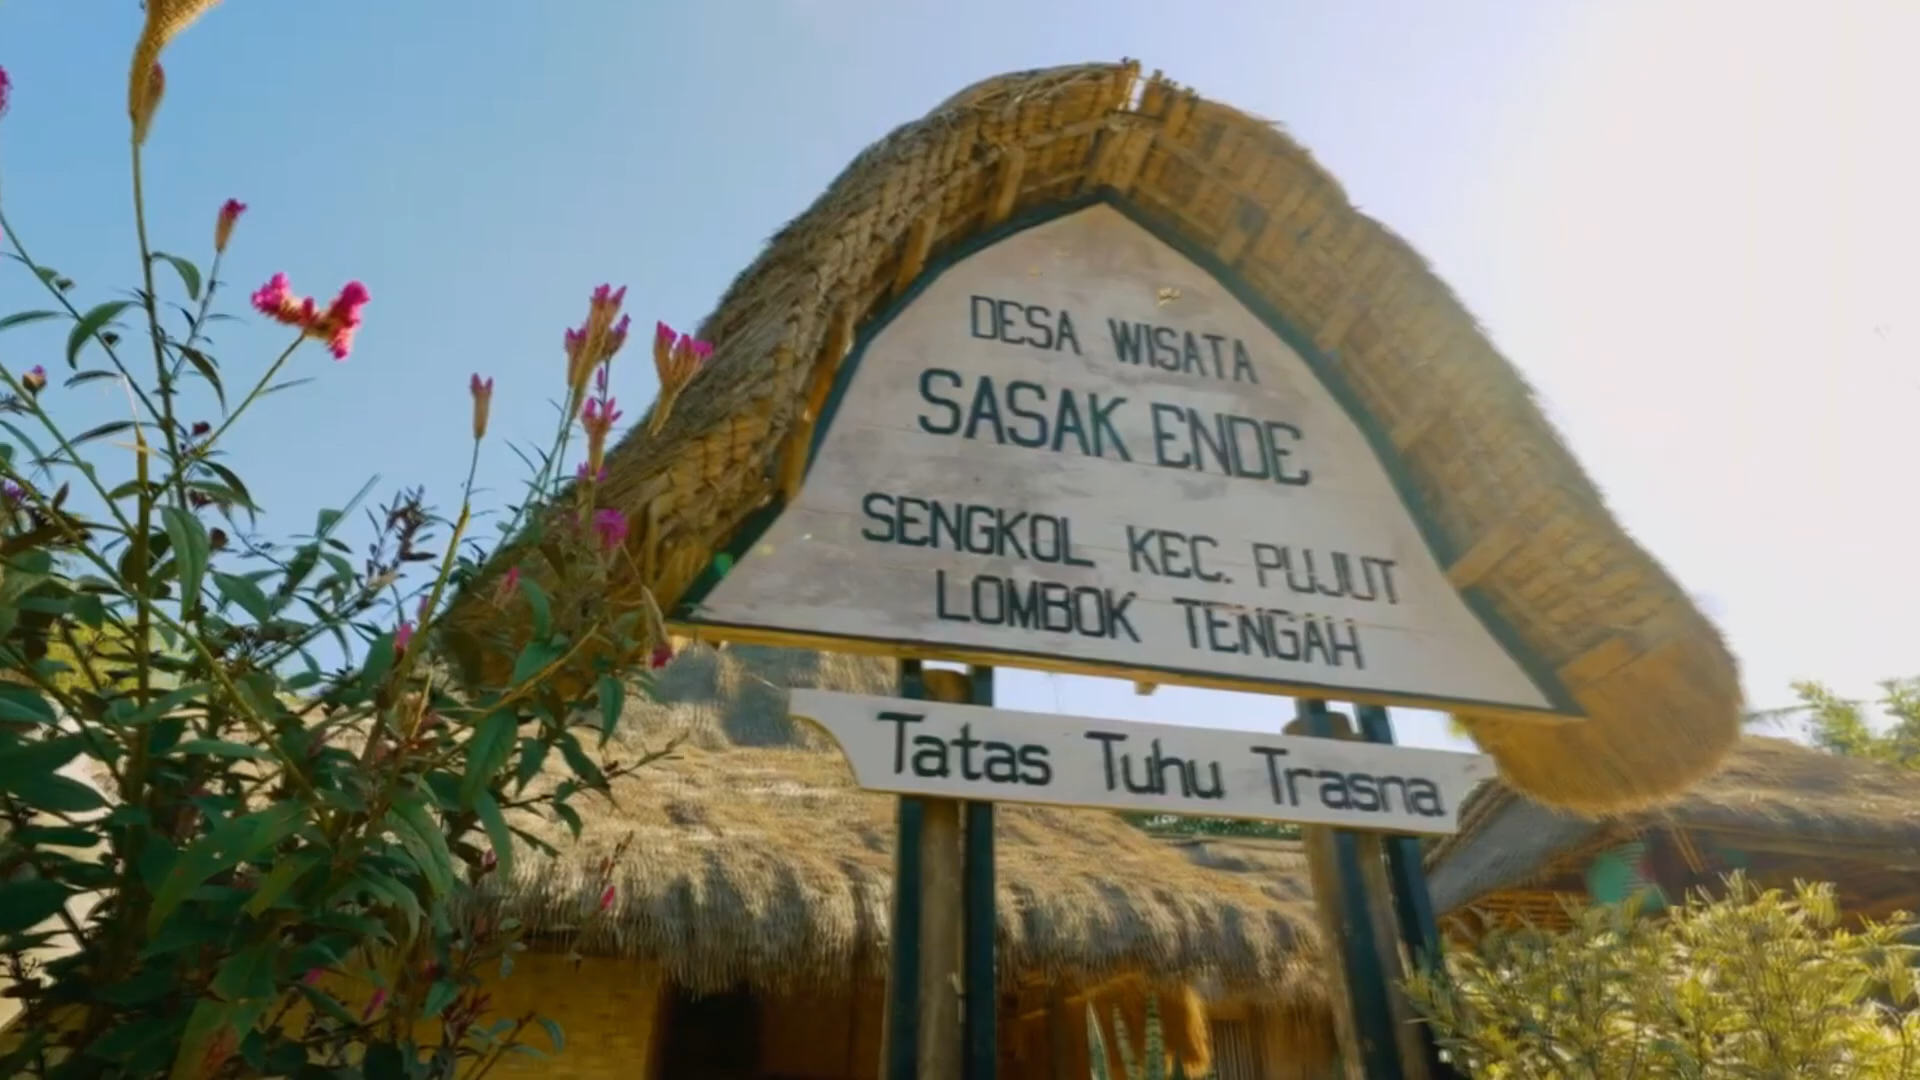 DESA WISATA
SASAK ENDE
SENGKOL KEC. PUJUT
LOMBOK TENGAH
Tatas Tuhu Trasna